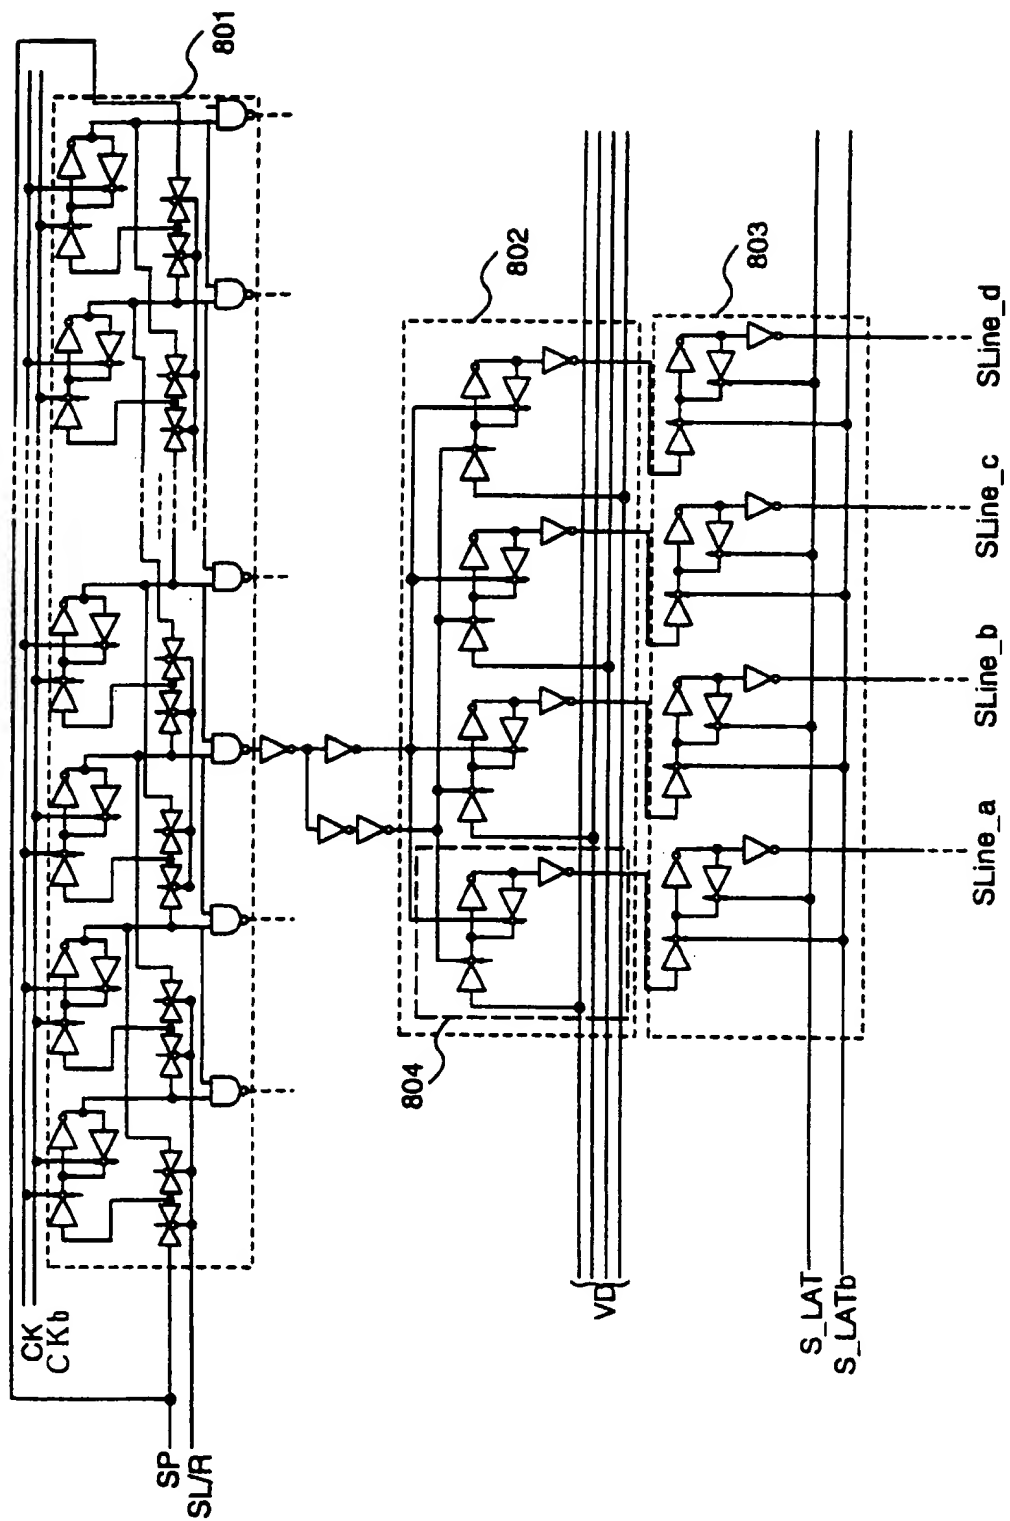 801
CK
CKb
SP
SL/R
802
804
VD
803
S_LAT
S_LATb
SLine_a
SLine_b
SLine_c
SLine_d